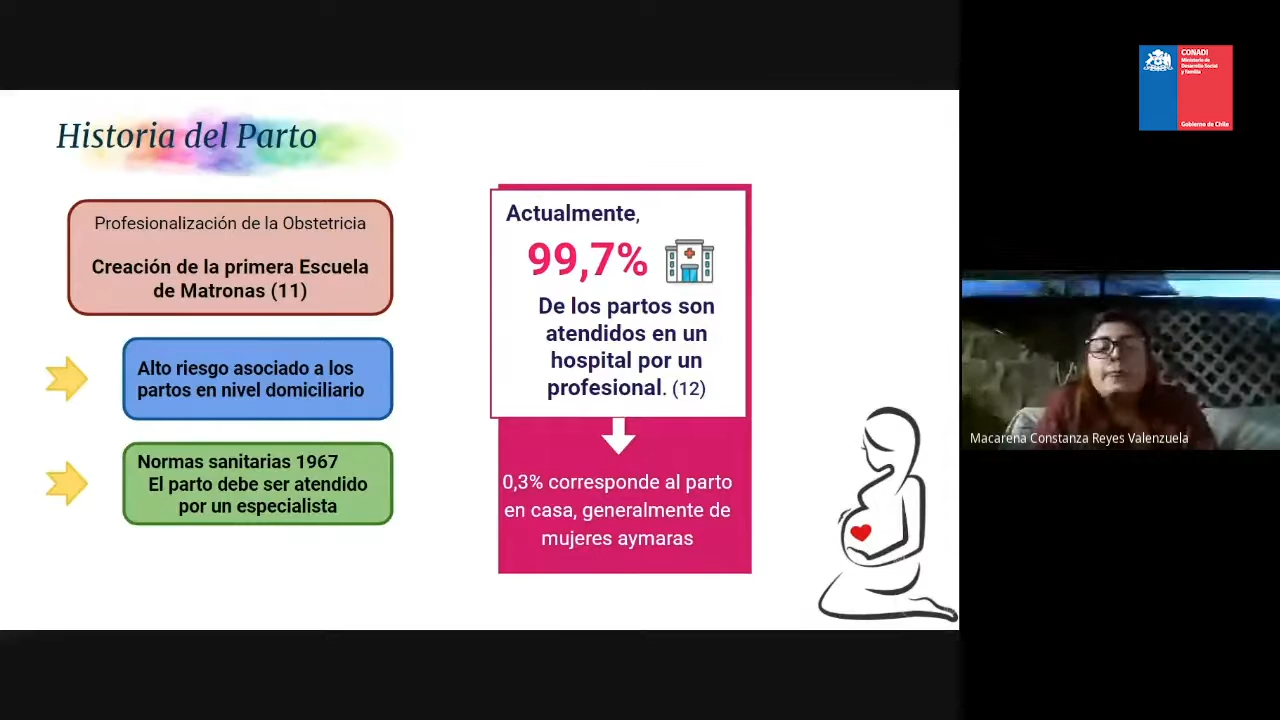 Historia del Parto
Profesionalización de la Obstetricia
Creación de la primera Escuela
de Matronas (11)
Alto riesgo asociado a los
partos en nivel domiciliario
Normas sanitarias 1967
El parto debe ser atendido
por un especialista
Actualmente,
99,7%
De los partos son
atendidos en un
hospital por un
profesional. (12)
0,3% corresponde al parto
en casa, generalmente de
mujeres aymaras
CONADI
Ministerio de
Desarrollo Social
y Familia
Gobierno de Chile
Macarena Constanza Reyes Valenzuela